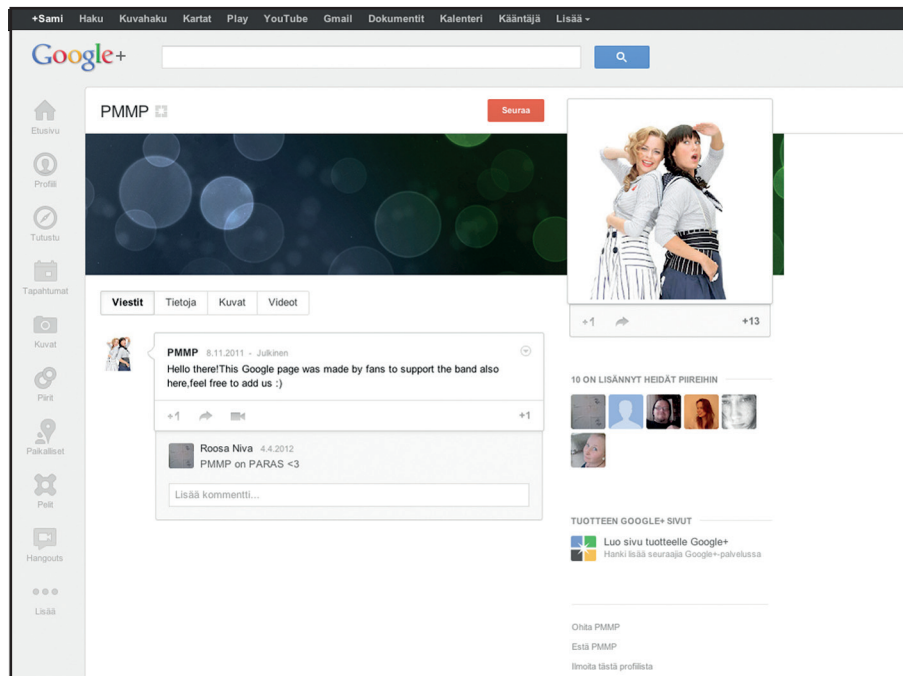 +Sami Haku Kuvahaku Kartat Play YouTube Gmail Dokumentit Kalenteri Kääntäjä Lisää
Google+
Etusivu
Profiili
Tutustu
Tapahtumat
Kuvat
Piirit
Paikalliset
Pelit
Hangouts
Lisää
PMMP
Seuraa
Viestit Tietoja Kuvat Videot
PMMP 8.11.2011 - Julkinen
Hello there!This Google page was made by fans to support the band also
here,feel free to add us :)
+1 +1
Roosa Niva 4.4.2012
PMMP on PARAS <3
Lisää kommentti...
+1 +13
10 ON LISÄNNYT HEIDÄT PIIREIHIN
TUOTTEEN GOOGLE+ SIVUT
Luo sivu tuotteelle Google+
Hanki lisää seuraajia Google+-palvelussa
Ohita PMMP
Estä PMMP
Ilmoita tästä profiilista